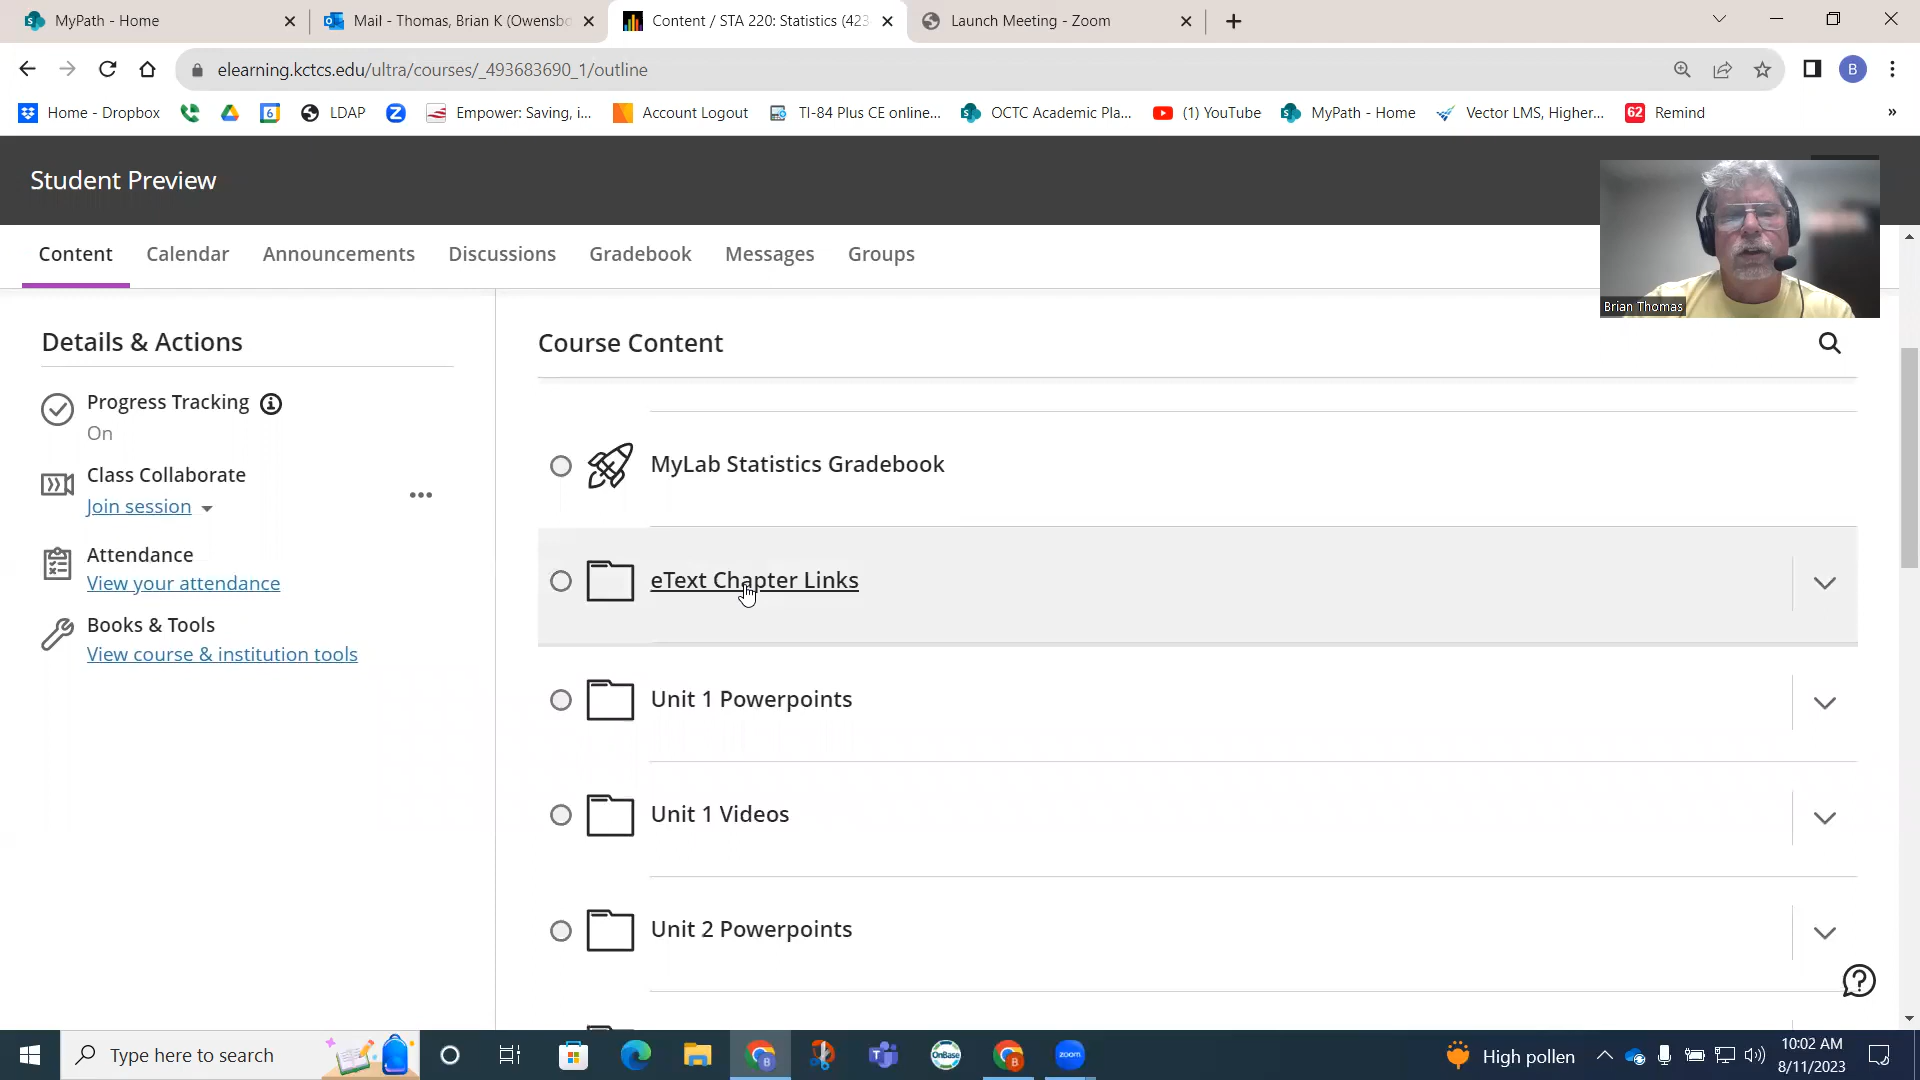 MyPath - Home
Mail - Thomas, Brian K (Owensbo
Content / STA 220: Statistics (423
Launch Meeting - Zoom
elearning.kctcs.edu/ultra/courses/_493683690_1/outline
B
Home - Dropbox
6
LDAP
Z
Empower: Saving, i...
Account Logout
TI-84 Plus CE online...
OCTC Academic Pla...
(1) YouTube
MyPath - Home
Vector LMS, Higher...
62
Remind
»
Student Preview
Brian Thomas
Content
Calendar
Announcements
Discussions
Gradebook
Messages
Groups
Details & Actions
Progress Tracking
On
Class Collaborate
Join session
Attendance
View your attendance
Books & Tools
View course & institution tools
Course Content
MyLab Statistics Gradebook
eText Chapter Links
Unit 1 Powerpoints
Unit 1 Videos
Unit 2 Powerpoints
Type here to search
OnBase
zoom
High pollen
10:02 AM
8/11/2023